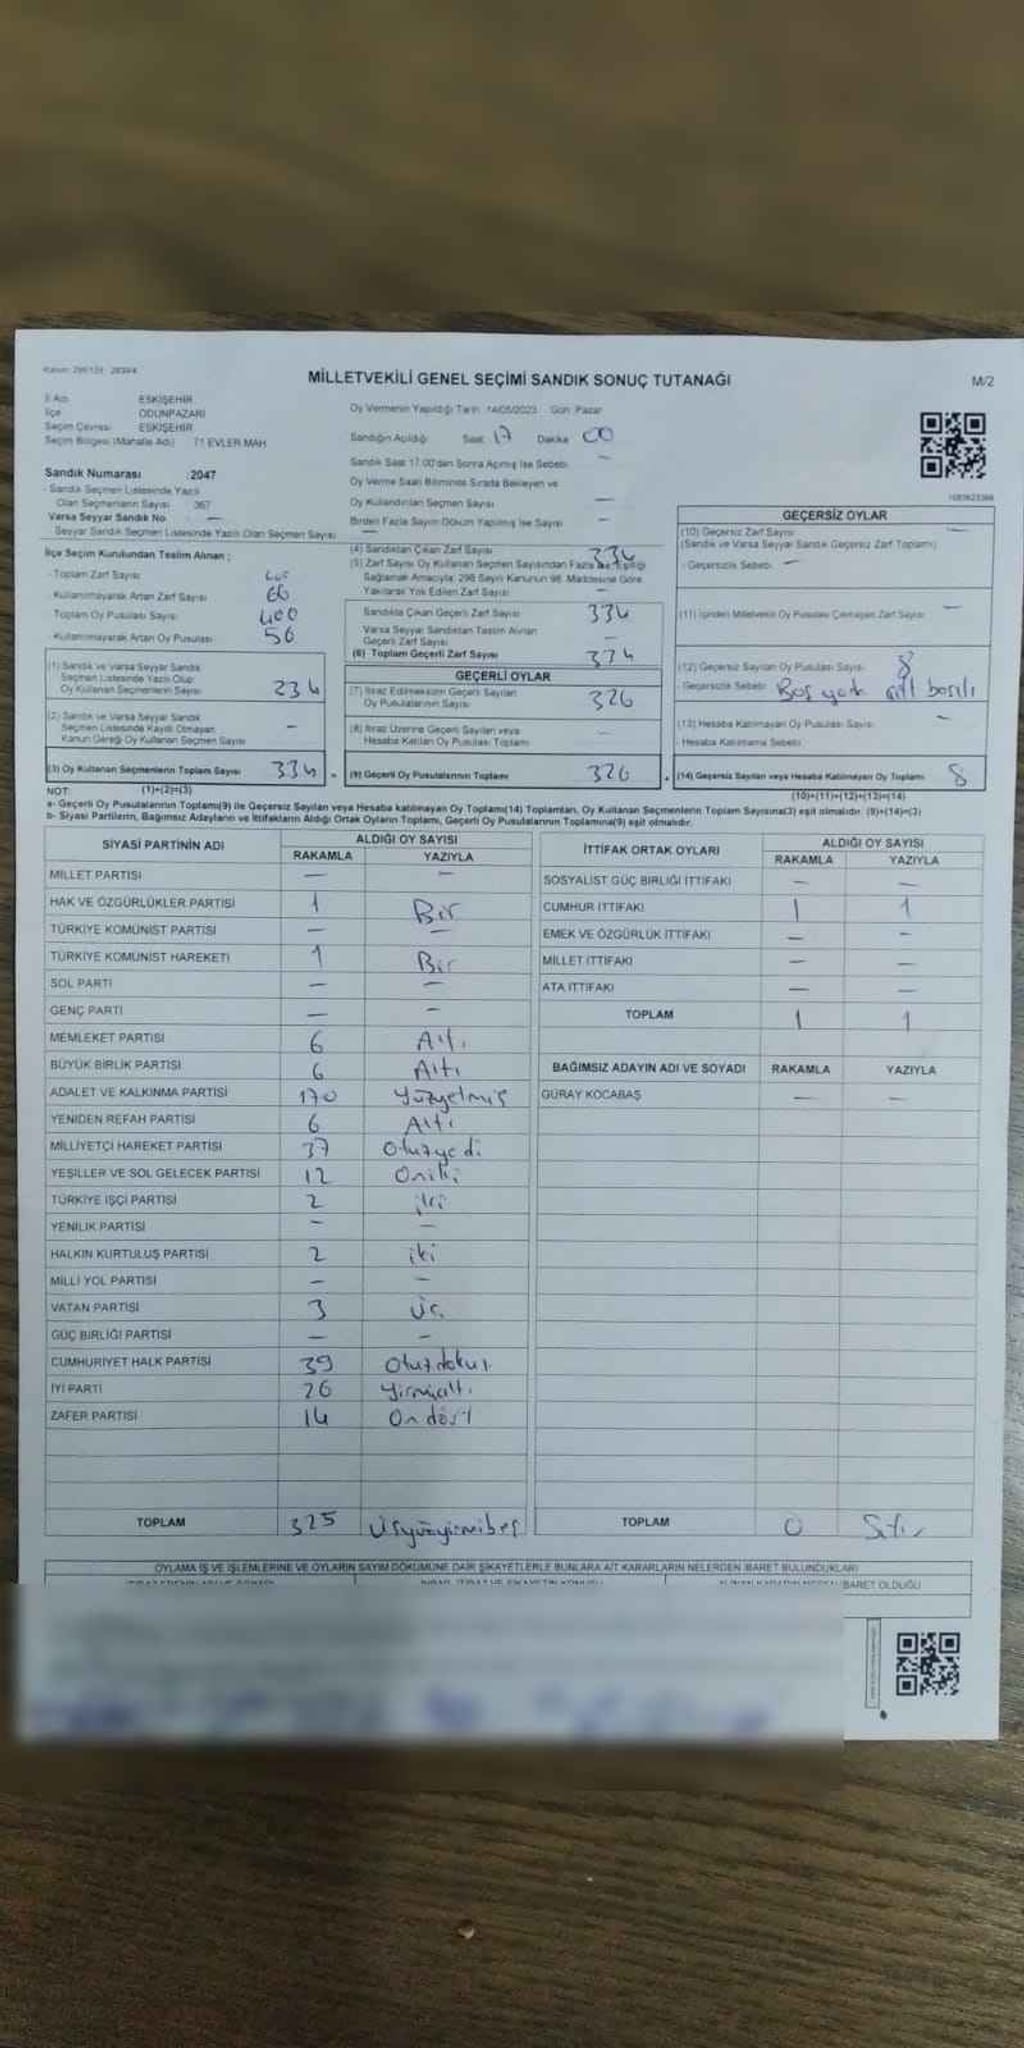 MİLLETVEKİLİ GENEL SEÇİMİ SANDIK SONUÇ TUTANAĞI
M/2
İl Adı ESKİŞEHİR
İlçe ODUNPAZARI
Seçim Çevresi ESKİŞEHİR
Seçim Bölgesi (Mahalle Adı) 71 EVLER MAH
Sandık Numarası :2047
Sandık Seçmen Listesinde Yazılı
Olan Seçmenlerin Sayısı 367
Varsa Seyyar Sandık No —
Seyyar Sandık Seçmen Listesinde Yazılı Olan Seçmen Sayısı —
İlçe Seçim Kurulundan Teslim Alınan ;
Toplam Zarf Sayısı
Kullanılmayarak Artan Zarf Sayısı 66
Toplam Oy Pusulası Sayısı 400
Kullanılmayarak Artan Oy Pusulası 56
(1) Sandık ve Varsa Seyyar Sandık
Seçmen Listesinde Yazılı Olup
Oy Kullanan Seçmenlerin Sayısı 234
(2) Sandık ve Varsa Seyyar Sandık
Seçmen Listesinde Kayıtlı Olmayan
Kanun Gereği Oy Kullanan Seçmen Sayısı -
(3) Oy Kullanan Seçmenlerin Toplam Sayısı 334
(1)+(2)=(3)
Oy Vermenin Yapıldığı Tarih 14/05/2023 Gün Pazar
Sandığın Açıldığı Saat 17 Dakika 00
Sandık Saat 17:00'den Sonra Açılmış İse Sebebi —
Oy Verme Saati Bitiminde Sırada Bekleyen ve
Oy Kullandırılan Seçmen Sayısı —
Birden Fazla Sayım Döküm Yapılmış İse Sayısı —
(4) Sandıktan Çıkan Zarf Sayısı 334
(5) Zarf Sayısı Oy Kullanan Seçmen Sayısından Fazla İse Eşitliği
Sağlamak Amacıyla 298 Sayılı Kanunun 98. Maddesine Göre
Yakılarak Yok Edilen Zarf Sayısı —
Sandıkta Çıkan Geçerli Zarf Sayısı 334
Varsa Seyyar Sandıktan Teslim Alınan
Geçerli Zarf Sayısı -
(6) Toplam Geçerli Zarf Sayısı 334
GEÇERLİ OYLAR
(7) İtiraz Edilmeksizin Geçerli Sayılan
Oy Pusulalarının Sayısı 326
(8) İtiraz Üzerine Geçerli Sayılan veya
Hesaba Katılan Oy Pusulası Toplamı —
(9) Geçerli Oy Pusulalarının Toplamı 326
GEÇERSİZ OYLAR
(10) Geçersiz Zarf Sayısı —
(Sandık ve Varsa Seyyar Sandık Geçersiz Zarf Toplamı)
- Geçersizlik Sebebi —
(11) İçinden Milletvekili Oy Pusulası Çıkmayan Zarf Sayısı —
(12) Geçersiz Sayılan Oy Pusulası Sayısı 8
- Geçersizlik Sebebi Boş yada çift basılı
(13) Hesaba Katılmayan Oy Pusulası Sayısı -
- Hesaba Katılmama Sebebi
(14) Geçersiz Sayılan veya Hesaba Katılmayan Oy Toplamı 8
(10)+(11)+(12)+(13)=(14)
NOT:
a- Geçerli Oy Pusulalarının Toplamı(9) ile Geçersiz Sayılan veya Hesaba katılmayan Oy Toplamı(14) Toplamları, Oy Kullanan Seçmenlerin Toplam Sayısına(3) eşit olmalıdır. (9)+(14)=(3)
b- Siyasi Partilerin, Bağımsız Adayların ve İttifakların Aldığı Ortak Oyların Toplamı, Geçerli Oy Pusulalarının Toplamına(9) eşit olmalıdır.
SİYASİ PARTİNİN ADI ALDIĞI OY SAYISI
RAKAMLA YAZIYLA
MİLLET PARTİSİ — —
HAK VE ÖZGÜRLÜKLER PARTİSİ 1 Bir
TÜRKİYE KOMÜNİST PARTİSİ — —
TÜRKİYE KOMÜNİST HAREKETİ 1 Bir
SOL PARTİ — —
GENÇ PARTİ — —
MEMLEKET PARTİSİ 6 Altı
BÜYÜK BİRLİK PARTİSİ 6 Altı
ADALET VE KALKINMA PARTİSİ 170 Yüzyetmiş
YENİDEN REFAH PARTİSİ 6 Altı
MİLLİYETÇİ HAREKET PARTİSİ 37 Otuzyedi
YEŞİLLER VE SOL GELECEK PARTİSİ 12 Oniki
TÜRKİYE İŞÇİ PARTİSİ 2 iki
YENİLİK PARTİSİ — —
HALKIN KURTULUŞ PARTİSİ 2 iki
MİLLİ YOL PARTİSİ — —
VATAN PARTİSİ 3 Üç
GÜÇ BİRLİĞİ PARTİSİ — —
CUMHURİYET HALK PARTİSİ 39 Otuzdokuz
İYİ PARTİ 26 Yirmialtı
ZAFER PARTİSİ 14 Ondört
TOPLAM 325 Üçyüzyirmibeş
İTTİFAK ORTAK OYLARI ALDIĞI OY SAYISI
RAKAMLA YAZIYLA
SOSYALİST GÜÇ BİRLİĞİ İTTİFAKI — —
CUMHUR İTTİFAKI 1 1
EMEK VE ÖZGÜRLÜK İTTİFAKI — —
MİLLET İTTİFAKI — —
ATA İTTİFAKI — —
TOPLAM 1 1
BAĞIMSIZ ADAYIN ADI VE SOYADI RAKAMLA YAZIYLA
GÜRAY KOCABAŞ — —
TOPLAM 0 Sıfır
OYLAMA İŞ VE İŞLEMLERİNE VE OYLARIN SAYIM DÖKÜMÜNE DAİR ŞİKAYETLERLE BUNLARA AİT KARARLARIN NELERDEN İBARET BULUNDUKLARI
BARET OLDUĞU